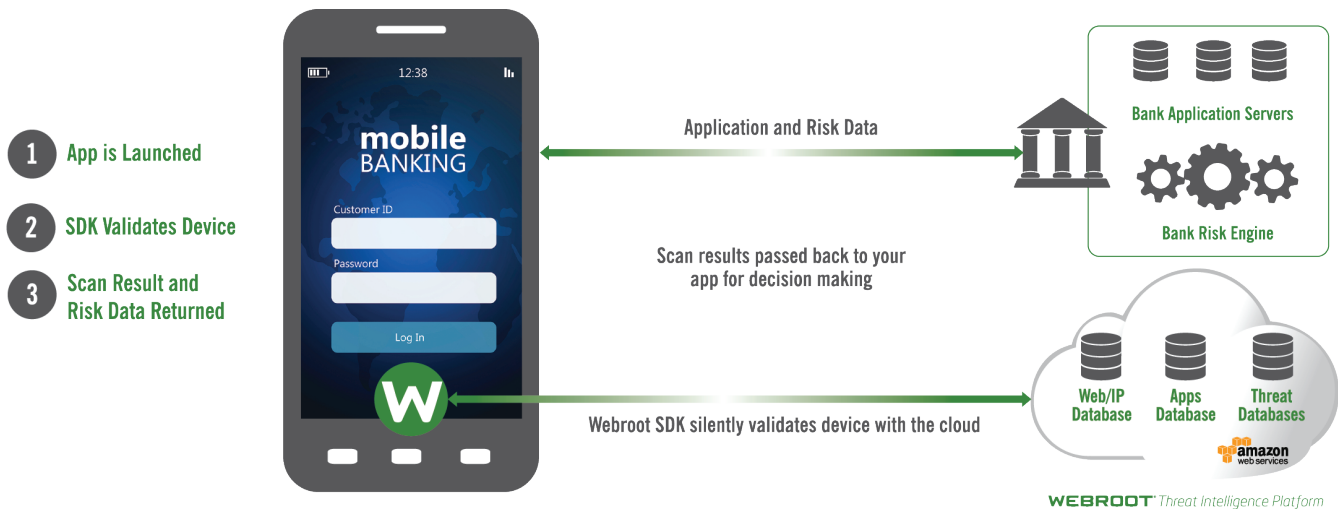 1
App is Launched
2
SDK Validates Device
3
Scan Result and
Risk Data Returned
12:38
mobile
BANKING
Customer ID
Password
Log In
W
Application and Risk Data
Scan results passed back to your
app for decision making
Webroot SDK silently validates device with the cloud
Bank Application Servers
Bank Risk Engine
Web/IP
Database
Apps
Database
Threat
Databases
amazon
web services
WEBROOT® Threat Intelligence Platform